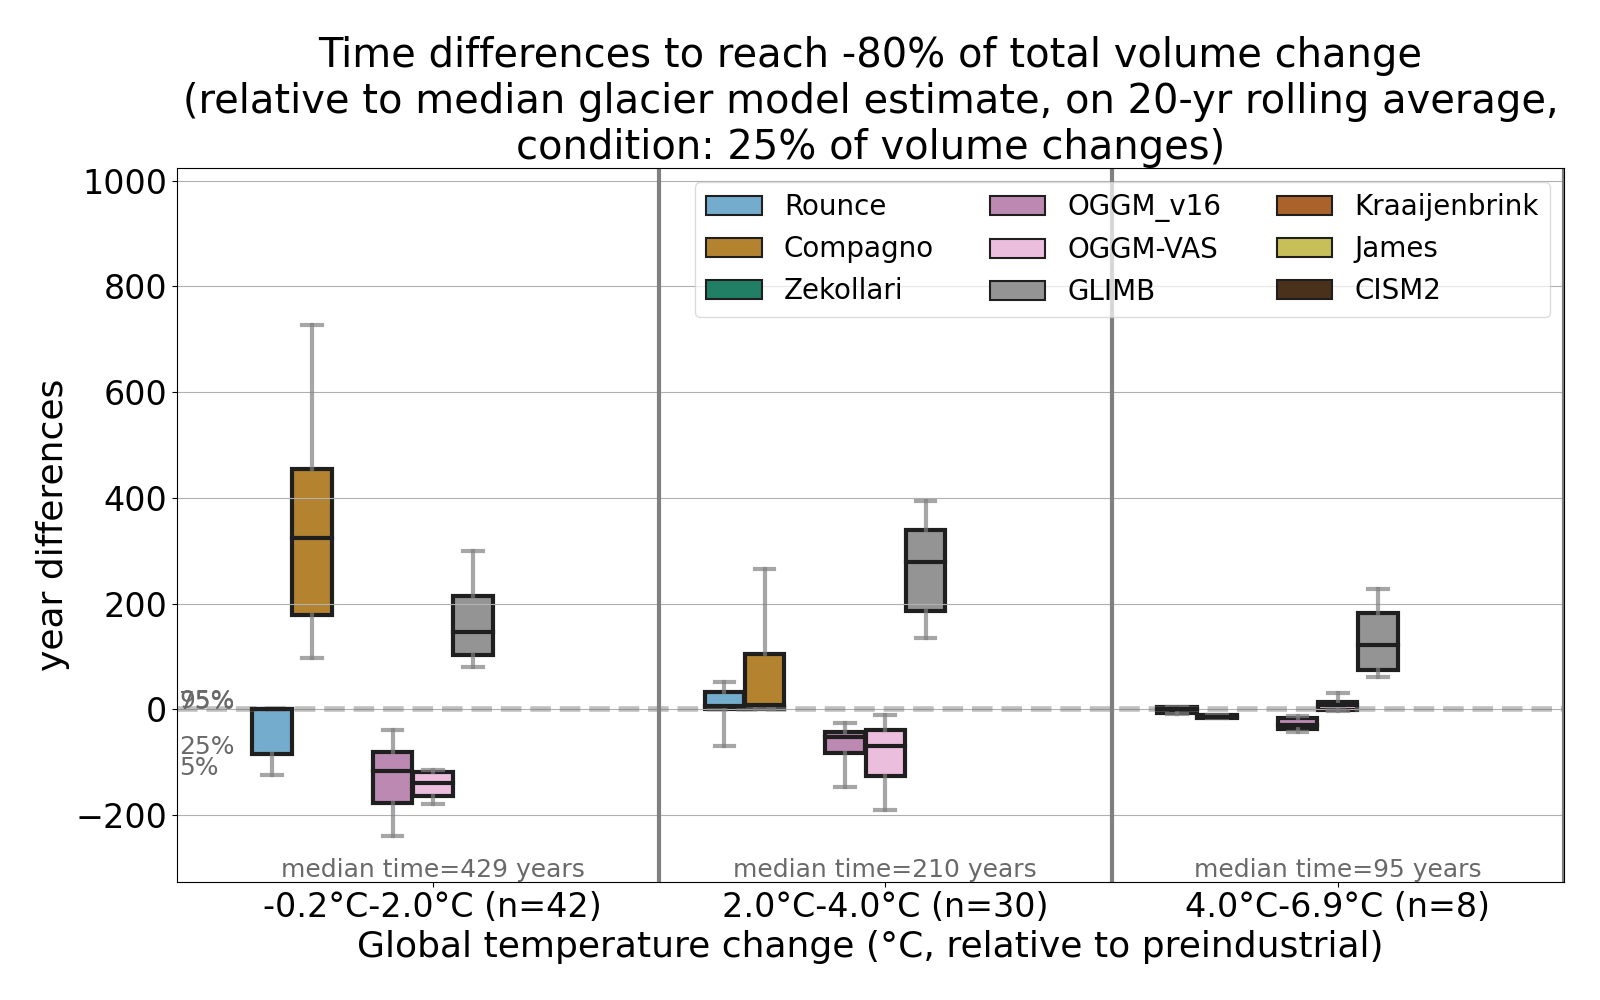 Time differences to reach -80% of total volume change
(relative to median glacier model estimate, on 20-yr rolling average,
condition: 25% of volume changes)
1000
800
600
400
200
0
−200
year differences
Rounce
Compagno
Zekollari
OGGM_v16
OGGM-VAS
GLIMB
Kraaijenbrink
James
CISM2
95%
75%
25%
5%
median time=429 years
median time=210 years
median time=95 years
-0.2°C-2.0°C (n=42)
2.0°C-4.0°C (n=30)
4.0°C-6.9°C (n=8)
Global temperature change (°C, relative to preindustrial)